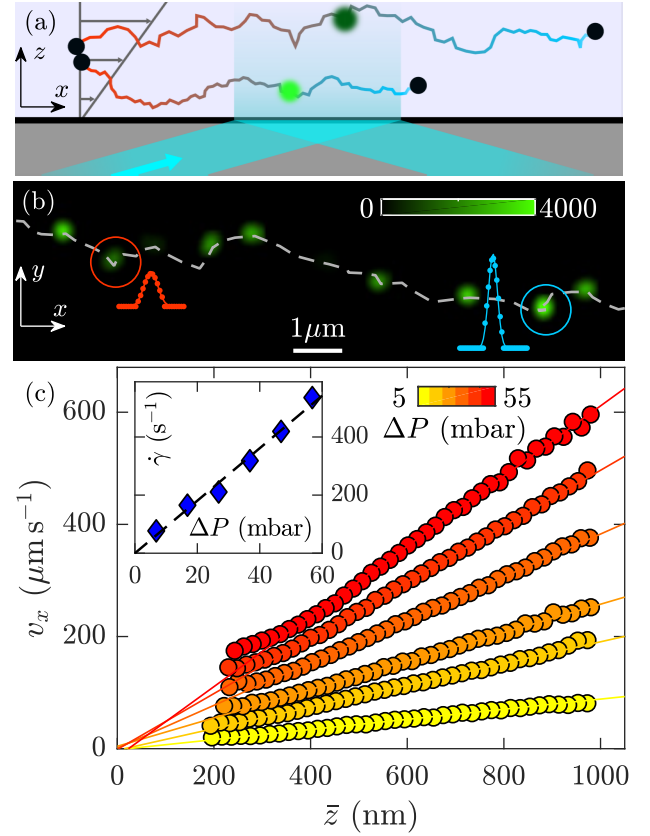 (a)
z
x
(b)
0 4000
y
x
1μm
(c)
600
400
200
0
v_x (μm s⁻¹)
γ̇ (s⁻¹)
400
200
0
ΔP (mbar)
0 20 40 60
5 55
ΔP (mbar)
0 200 400 600 800 1000
z̄ (nm)